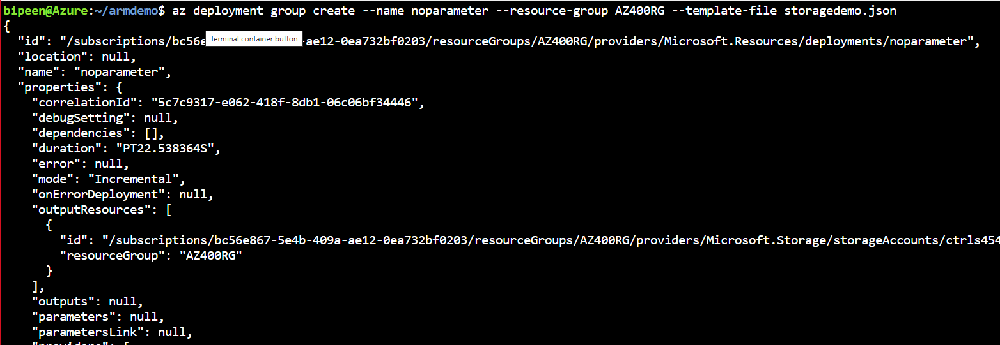 bipeen@Azure:~/armdemo$ az deployment group create --name noparameter --resource-group AZ400RG --template-file storagedemo.json
{
Terminal container button
"id": "/subscriptions/bc56e -ae12-0ea732bf0203/resourceGroups/AZ400RG/providers/Microsoft.Resources/deployments/noparameter",
"location": null,
"name": "noparameter",
"properties": {
"correlationId": "5c7c9317-e062-418f-8db1-06c06bf34446",
"debugSetting": null,
"dependencies": [],
"duration": "PT22.538364S",
"error": null,
"mode": "Incremental",
"onErrorDeployment": null,
"outputResources": [
{
"id": "/subscriptions/bc56e867-5e4b-409a-ae12-0ea732bf0203/resourceGroups/AZ400RG/providers/Microsoft.Storage/storageAccounts/ctrls454
"resourceGroup": "AZ400RG"
}
],
"outputs": null,
"parameters": null,
"parametersLink": null,
"providers": [